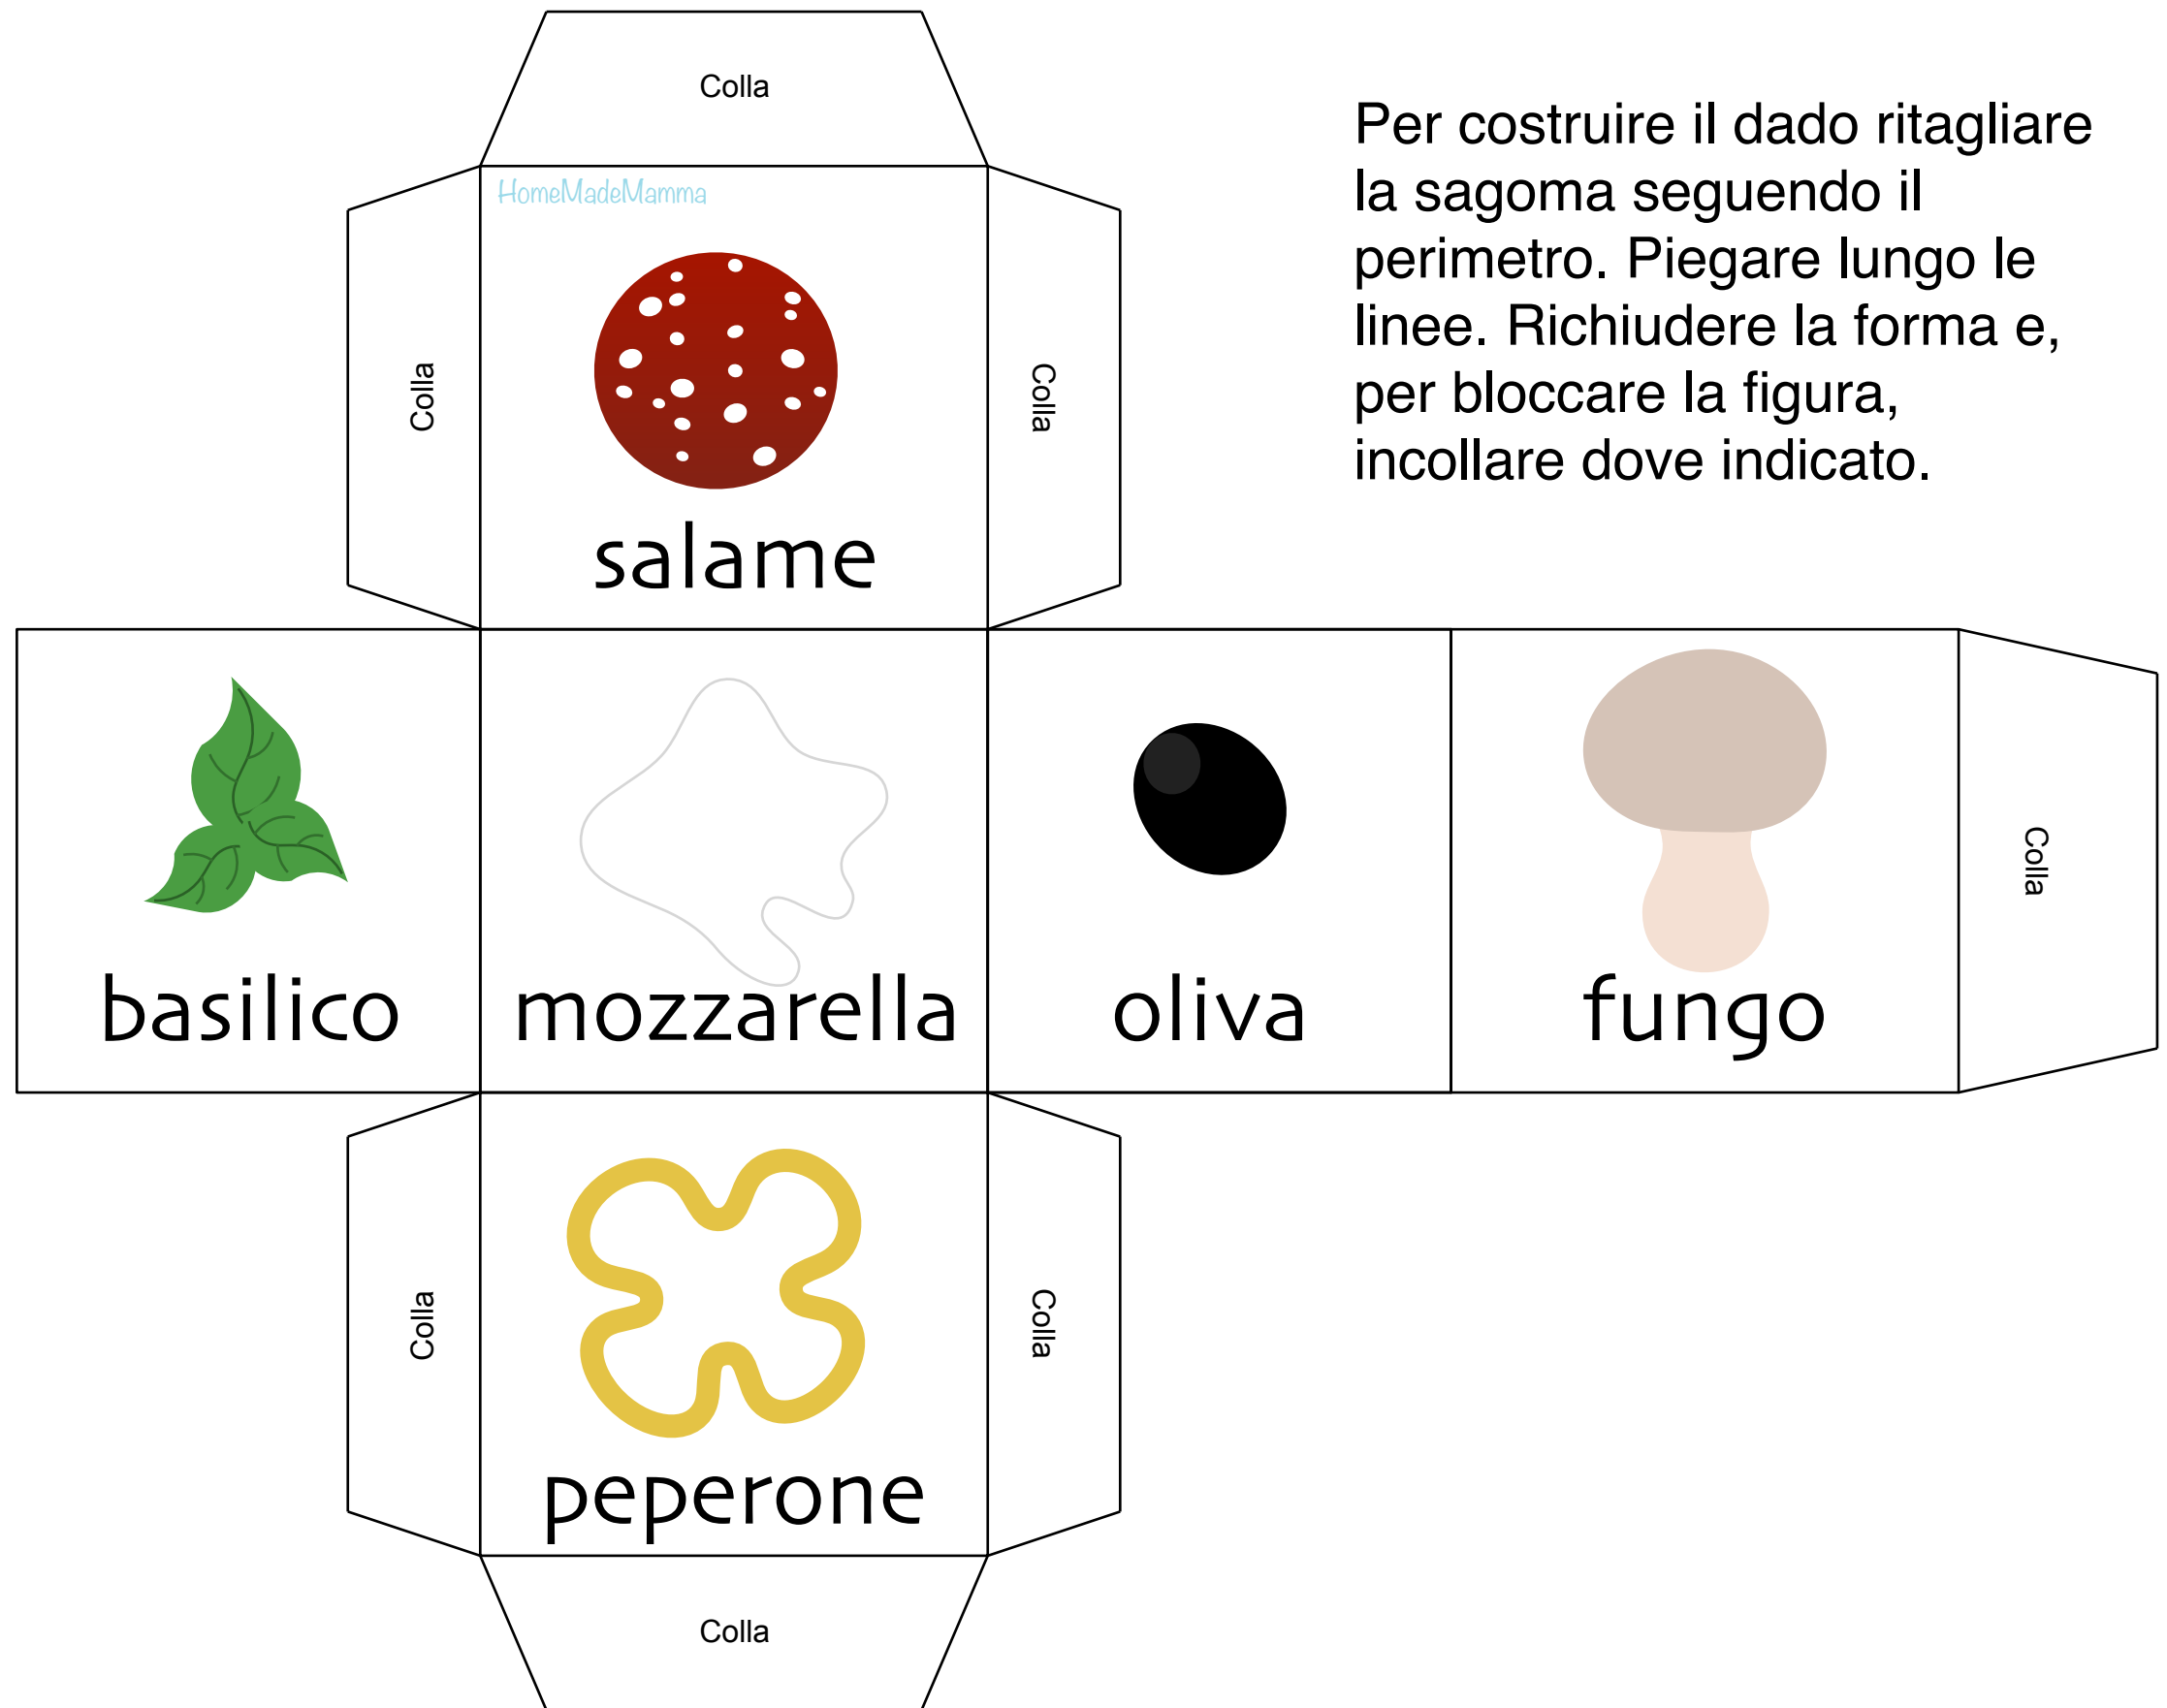 Colla
Per costruire il dado ritagliare
la sagoma seguendo il
perimetro. Piegare lungo le
linee. Richiudere la forma e,
per bloccare la figura,
incollare dove indicato.
HomeMadeMamma
Colla
Colla
salame
basilico
mozzarella
oliva
fungo
Colla
Colla
Colla
peperone
Colla